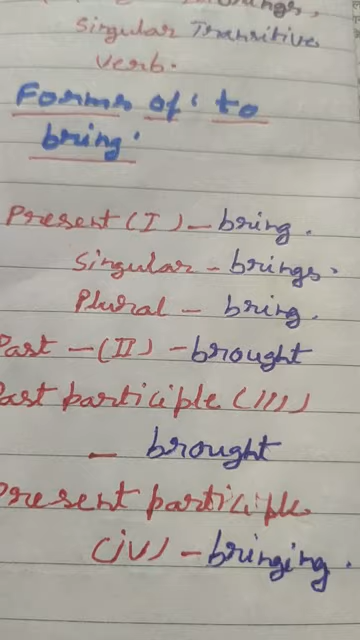 Singular Transitive
verb.
Forms of 'to
bring'
Present (I) - bring.
Singular - brings.
Plural - bring.
Past - (II) - brought
Past participle (III)
- brought
Present participle
(iv) - bringing.